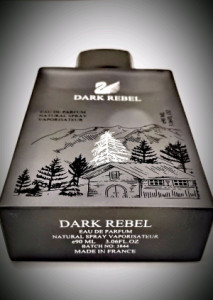 DARK REBEL
EAU DE PARFUM
NATURAL SPRAY
VAPORISATEUR
DARK REBEL
EAU DE PARFUM
NATURAL SPRAY VAPORISATEUR
e90 ML 3.06FL OZ
BATCH NO: 2844
MADE IN FRANCE